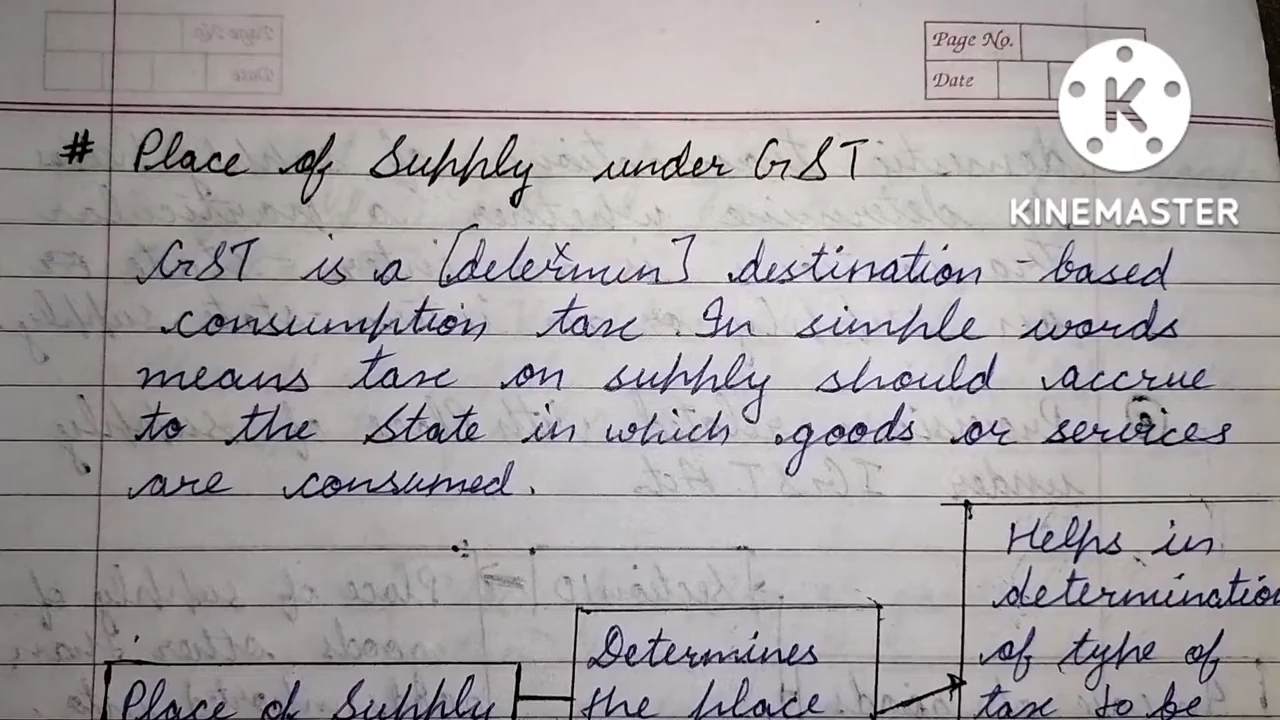 Page No.
Date
KINEMASTER
# Place of Supply under GST
GST is a [determin] destination-based
consumption tax. In simple words
means tax on supply should accrue
to the State in which goods or services
are consumed.
Helps in
determination
of type of
tax to be
Determines
the place
Place of Supply